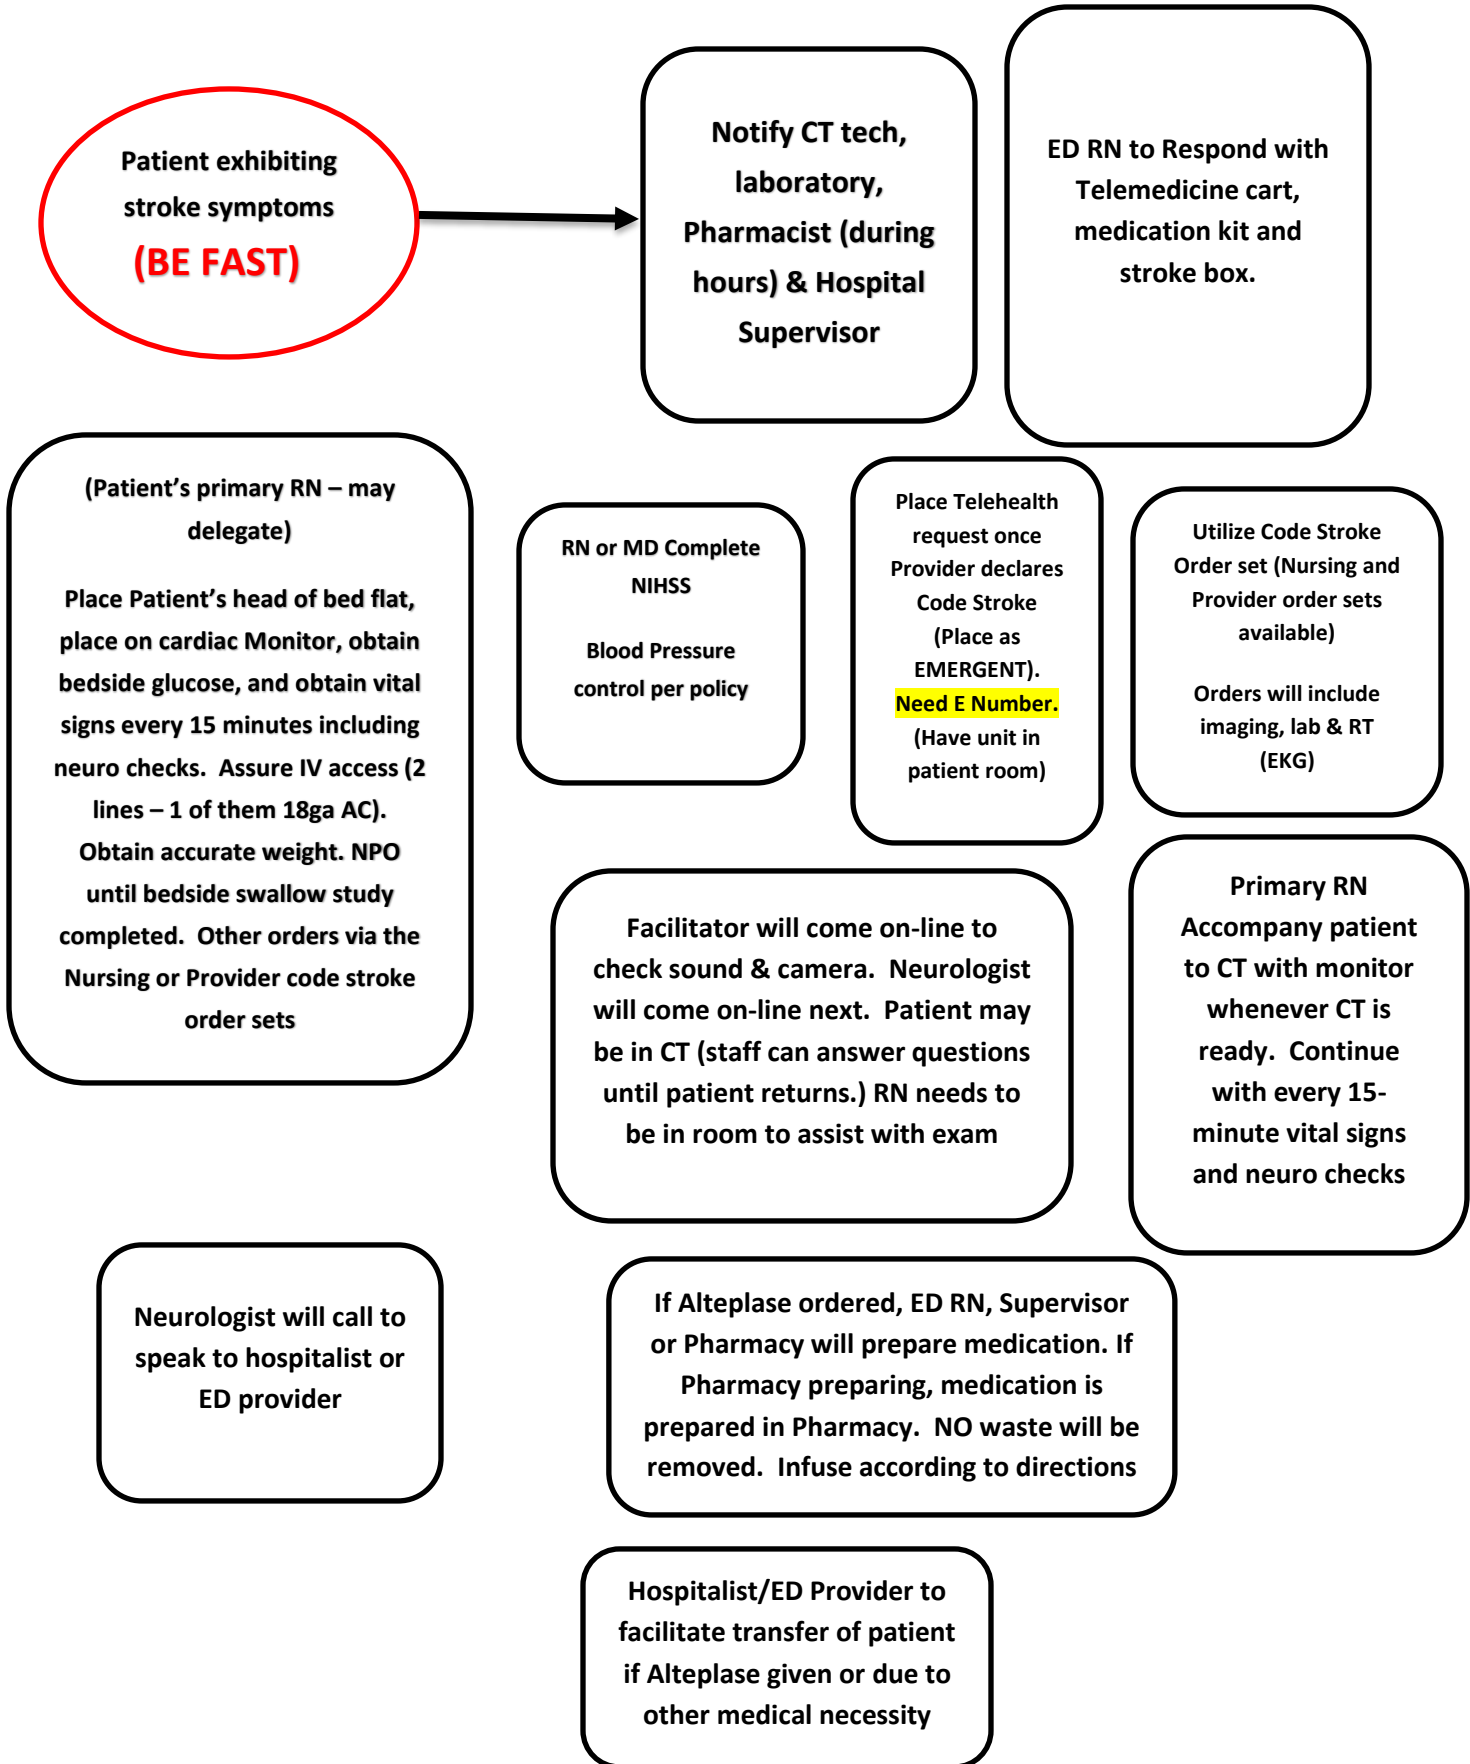 Patient exhibiting
stroke symptoms
(BE FAST)
Notify CT tech,
laboratory,
Pharmacist (during
hours) & Hospital
Supervisor
ED RN to Respond with
Telemedicine cart,
medication kit and
stroke box.
(Patient’s primary RN – may
delegate)
Place Patient’s head of bed flat,
place on cardiac Monitor, obtain
bedside glucose, and obtain vital
signs every 15 minutes including
neuro checks.  Assure IV access (2
lines – 1 of them 18ga AC).
Obtain accurate weight. NPO
until bedside swallow study
completed.  Other orders via the
Nursing or Provider code stroke
order sets
RN or MD Complete
NIHSS
Blood Pressure
control per policy
Place Telehealth
request once
Provider declares
Code Stroke
(Place as
EMERGENT).
Need E Number.
(Have unit in
patient room)
Utilize Code Stroke
Order set (Nursing and
Provider order sets
available)
Orders will include
imaging, lab & RT
(EKG)
Facilitator will come on-line to
check sound & camera.  Neurologist
will come on-line next.  Patient may
be in CT (staff can answer questions
until patient returns.) RN needs to
be in room to assist with exam
Primary RN
Accompany patient
to CT with monitor
whenever CT is
ready.  Continue
with every 15-
minute vital signs
and neuro checks
Neurologist will call to
speak to hospitalist or
ED provider
If Alteplase ordered, ED RN, Supervisor
or Pharmacy will prepare medication. If
Pharmacy preparing, medication is
prepared in Pharmacy.  NO waste will be
removed.  Infuse according to directions
Hospitalist/ED Provider to
facilitate transfer of patient
if Alteplase given or due to
other medical necessity